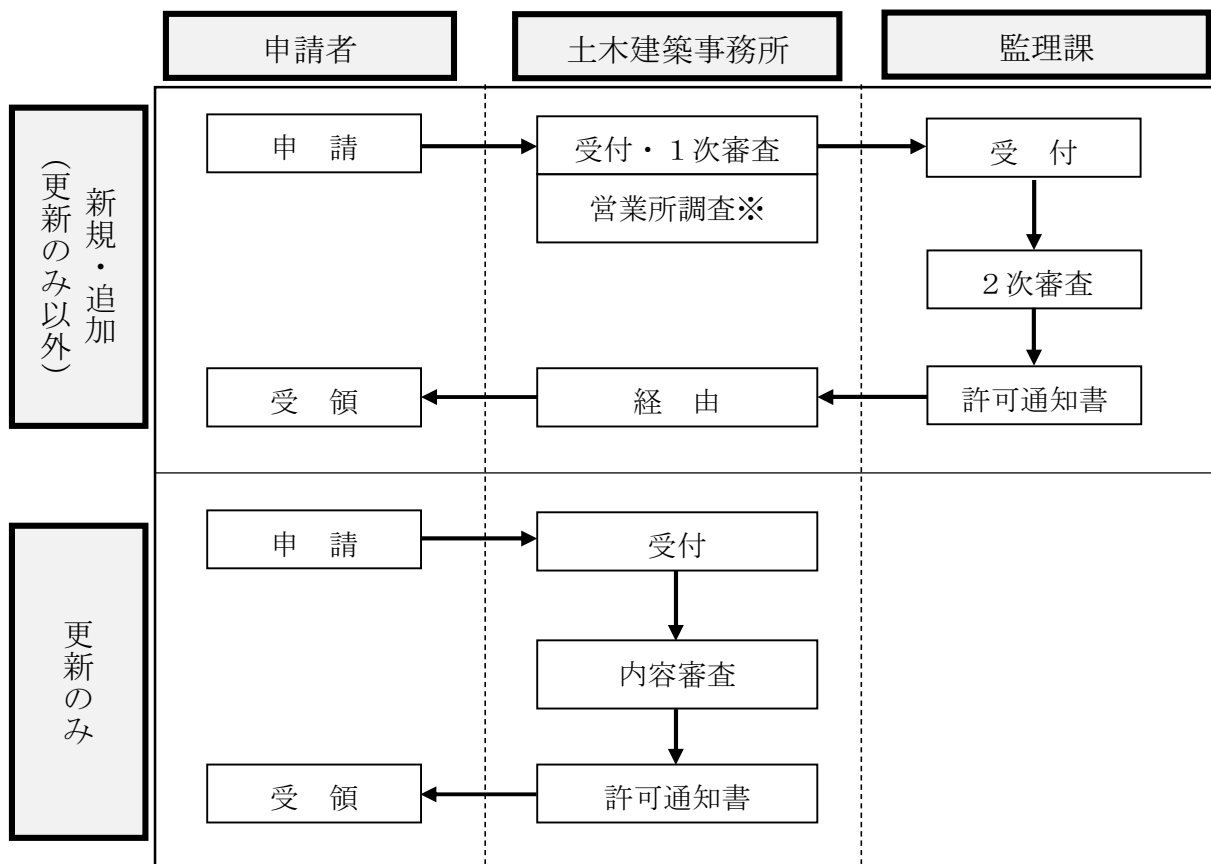 申請者
土木建築事務所
監理課
新規・追加
(更新のみ以外)
申　請
受付・１次審査
受　付
営業所調査※
２次審査
受　領
経　由
許可通知書
更新のみ
申　請
受付
内容審査
受　領
許可通知書